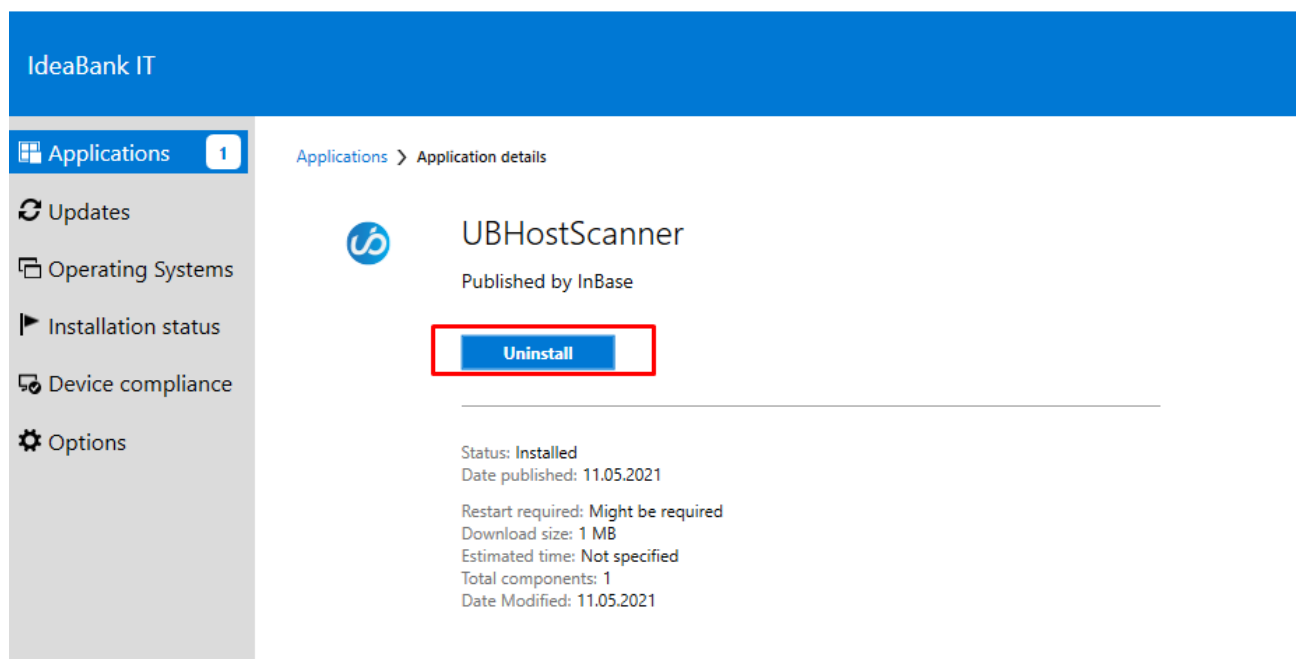 IdeaBank IT
Applications 1
Updates
Operating Systems
Installation status
Device compliance
Options
Applications ❯ Application details
UBHostScanner
Published by InBase
Uninstall
Status: Installed
Date published: 11.05.2021
Restart required: Might be required
Download size: 1 MB
Estimated time: Not specified
Total components: 1
Date Modified: 11.05.2021